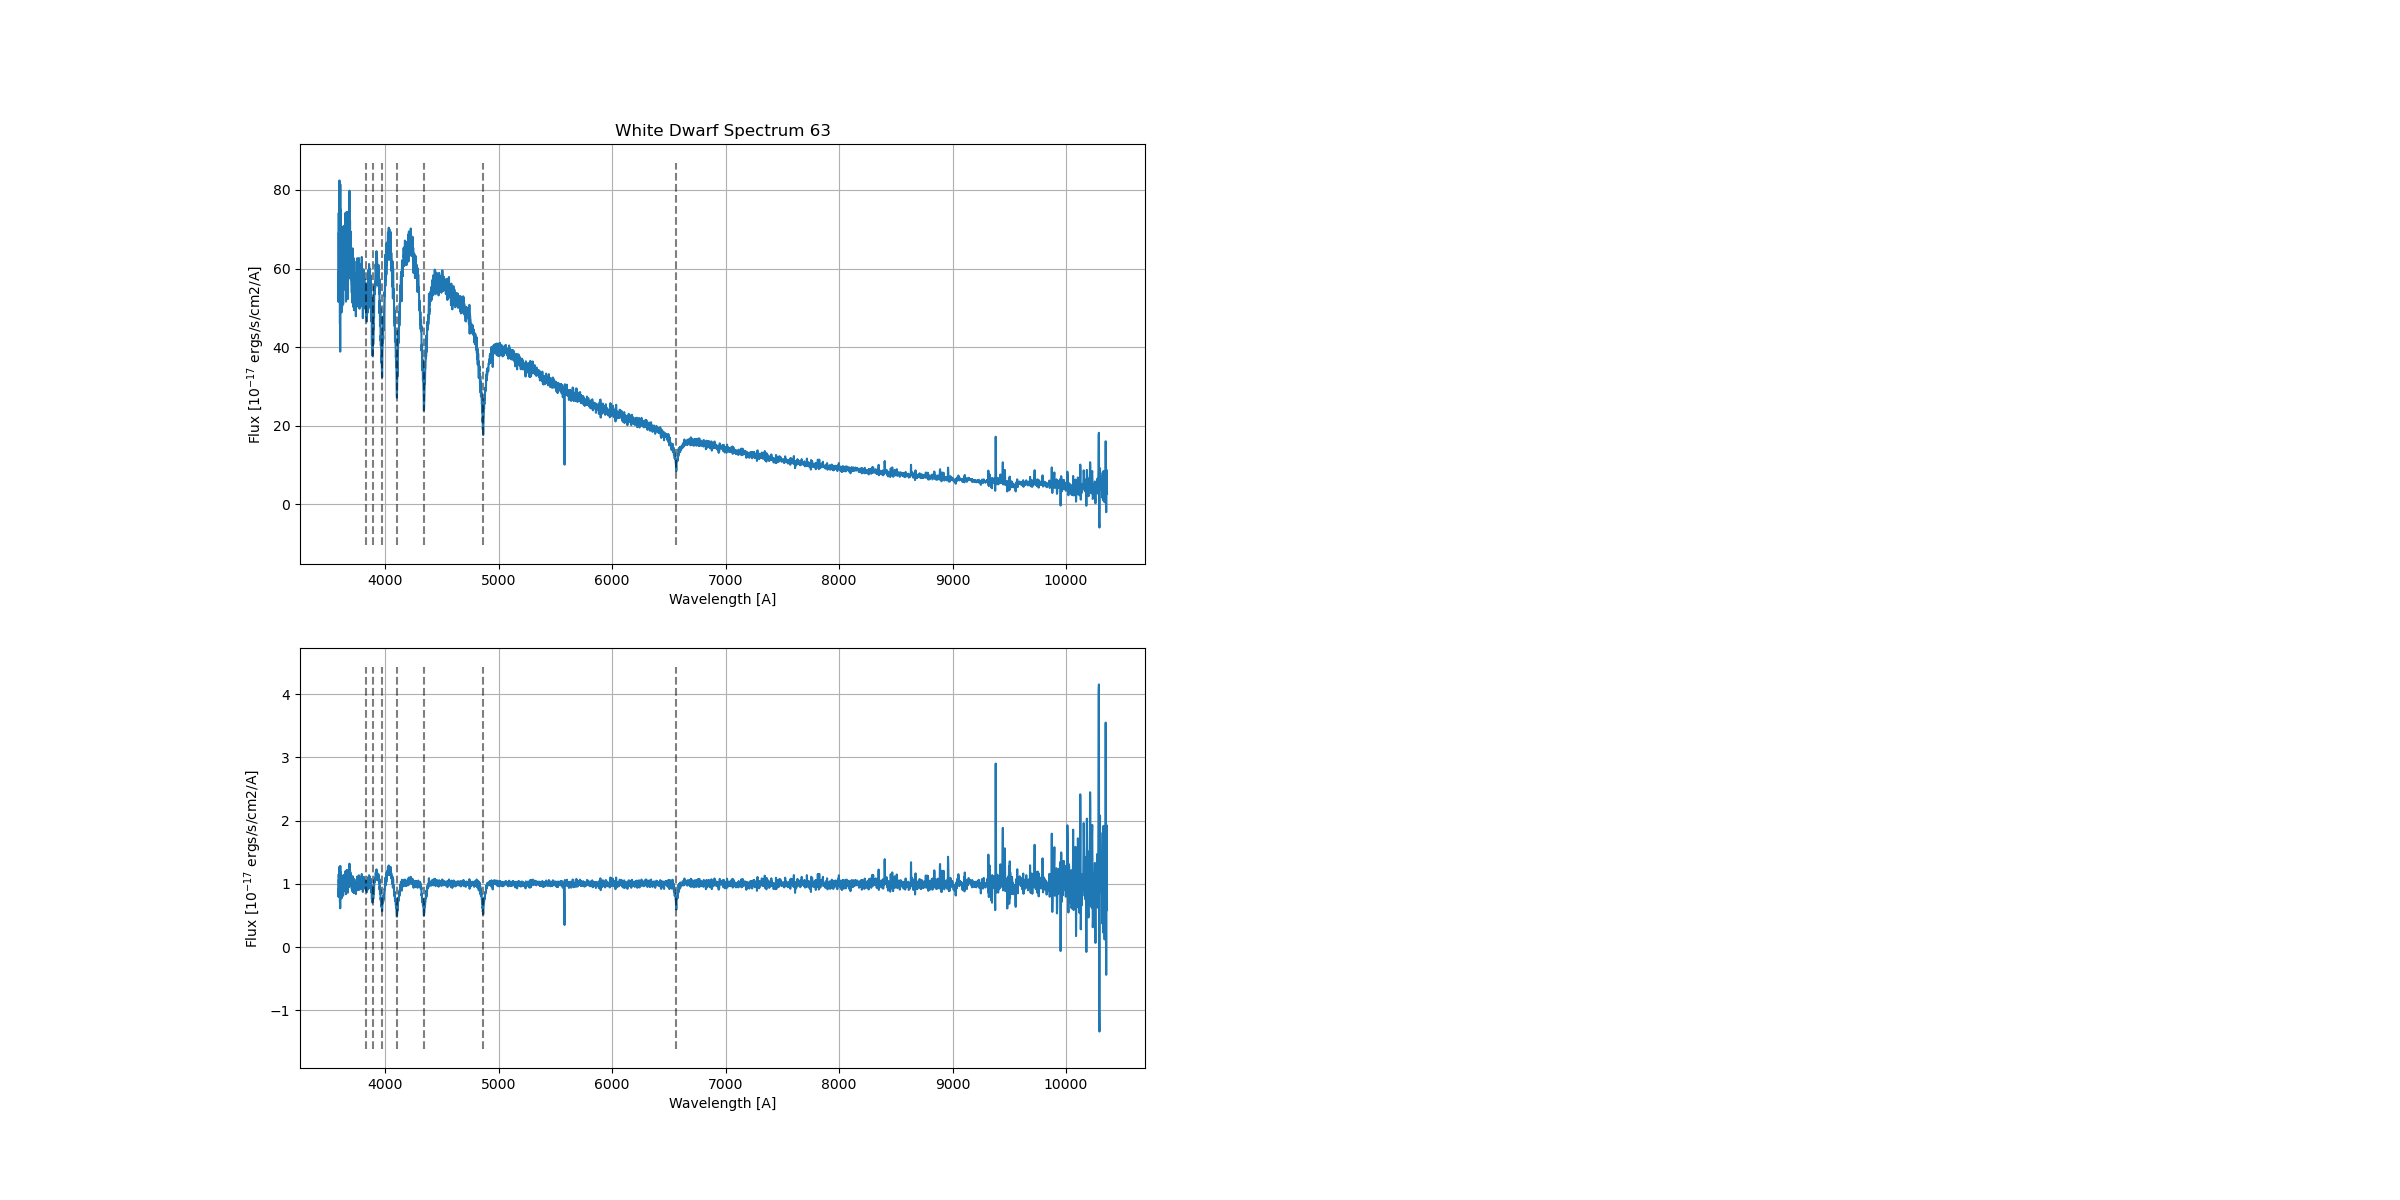 White Dwarf Spectrum 63
80
60
40
20
0
Flux [10⁻¹⁷ ergs/s/cm2/A]
4000 5000 6000 7000 8000 9000 10000
Wavelength [A]
4
3
2
1
0
−1
Flux [10⁻¹⁷ ergs/s/cm2/A]
4000 5000 6000 7000 8000 9000 10000
Wavelength [A]